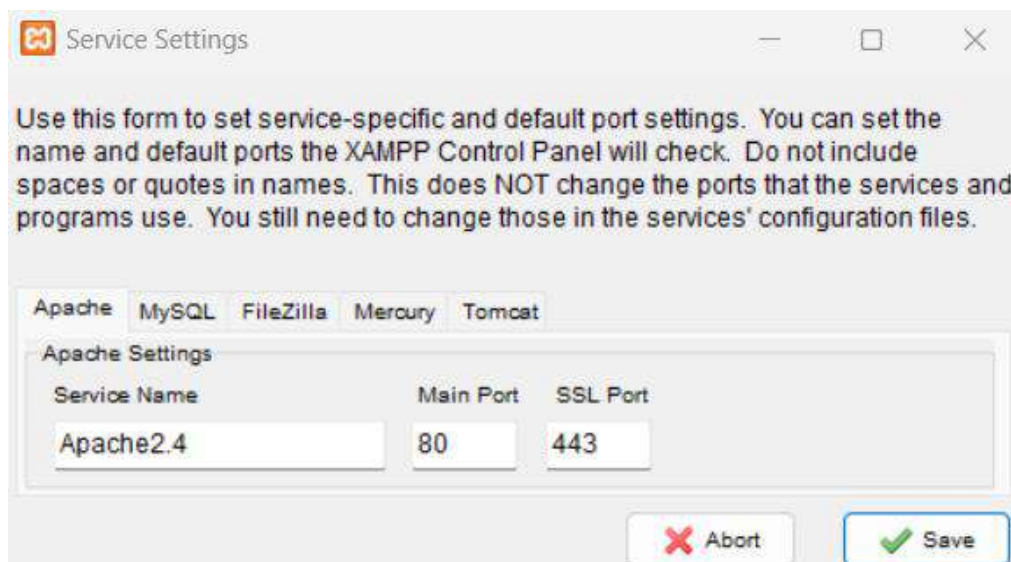 Service Settings
Use this form to set service-specific and default port settings.  You can set the
name and default ports the XAMPP Control Panel will check.  Do not include
spaces or quotes in names.  This does NOT change the ports that the services and
programs use.  You still need to change those in the services' configuration files.
Apache MySQL FileZilla Mercury Tomcat
Apache Settings
Service Name Main Port SSL Port
Apache2.4 80 443
Abort Save